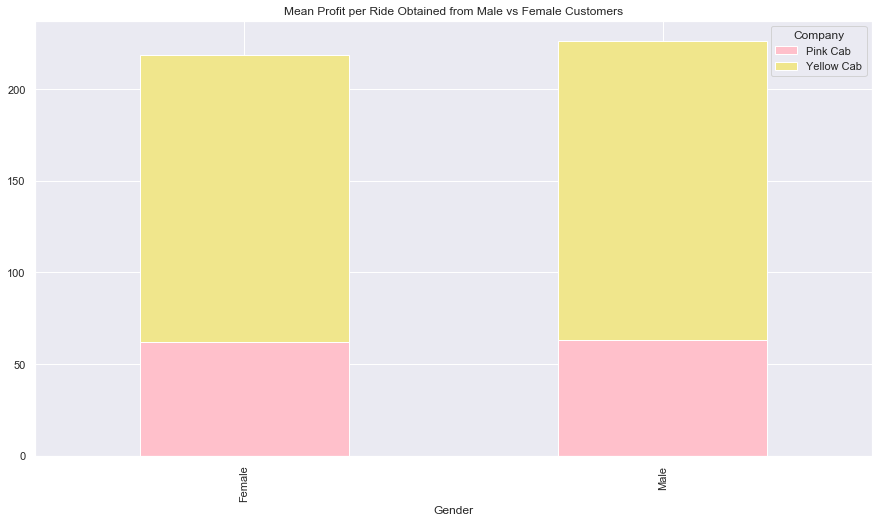 Mean Profit per Ride Obtained from Male vs Female Customers
Company
Pink Cab
Yellow Cab
200
150
100
50
0
Female
Male
Gender